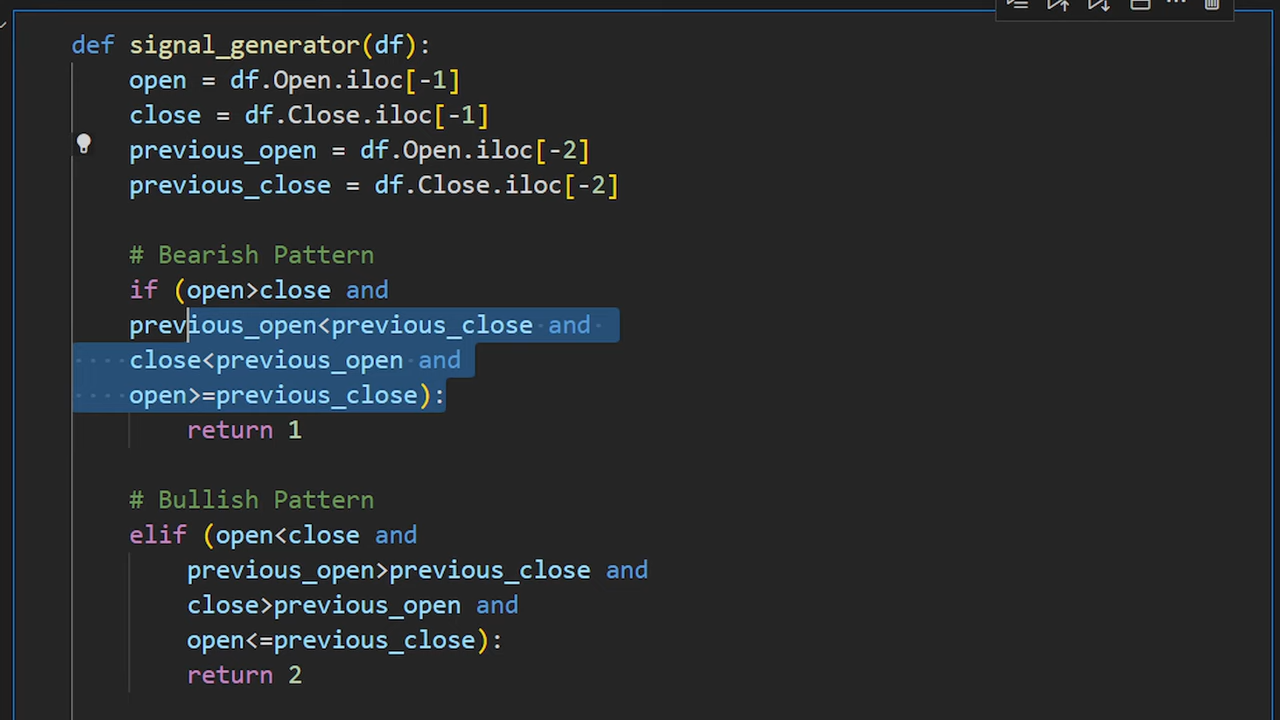 def signal_generator(df):
    open = df.Open.iloc[-1]
    close = df.Close.iloc[-1]
    previous_open = df.Open.iloc[-2]
    previous_close = df.Close.iloc[-2]

    # Bearish Pattern
    if (open>close and
    previous_open<previous_close and
    close<previous_open and
    open>=previous_close):
        return 1

    # Bullish Pattern
    elif (open<close and
        previous_open>previous_close and
        close>previous_open and
        open<=previous_close):
        return 2